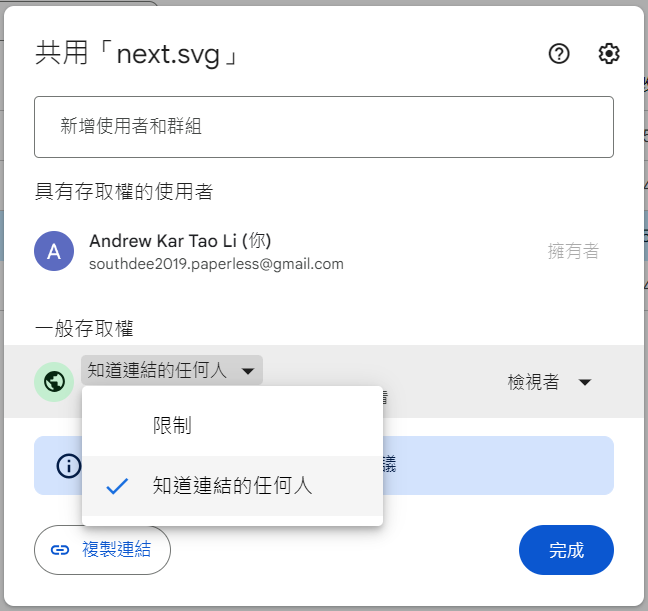 共用「next.svg」
新增使用者和群組
具有存取權的使用者
A
Andrew Kar Tao Li (你)
southdee2019.paperless@gmail.com
擁有者
一般存取權
知道連結的任何人
檢視者
限制
知道連結的任何人
議
複製連結
完成